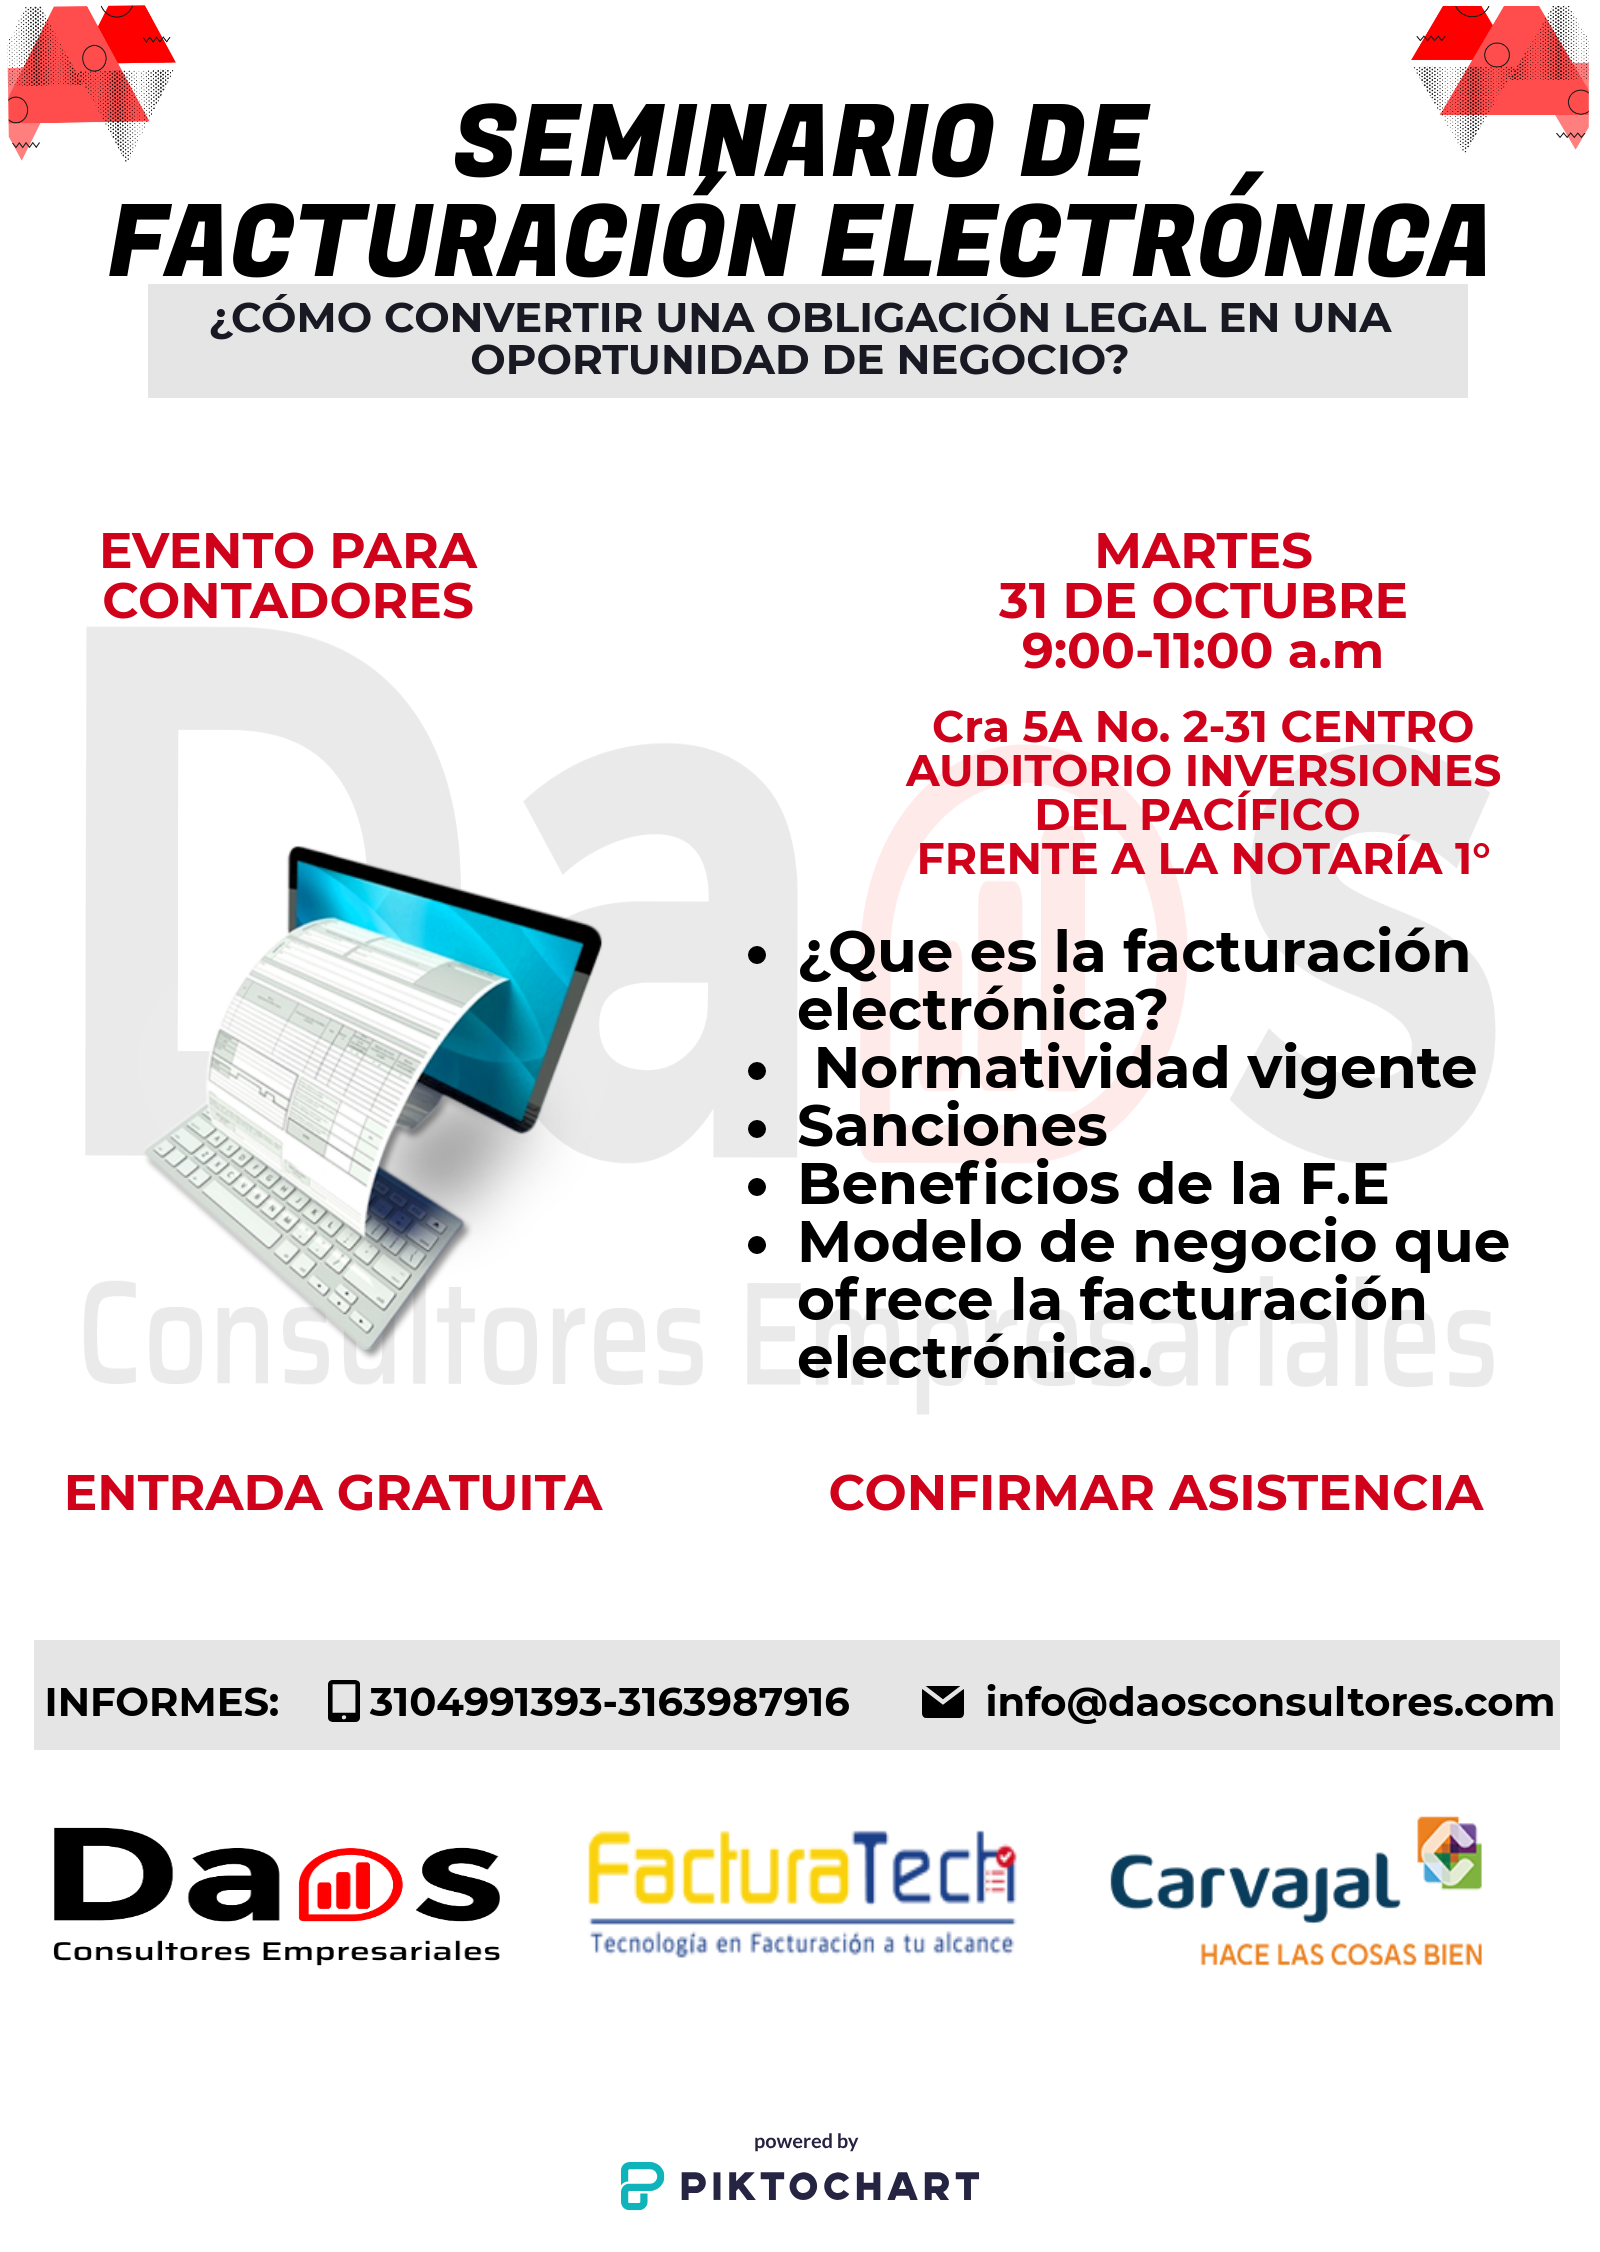 SEMINARIO DE
FACTURACIÓN ELECTRÓNICA
¿CÓMO CONVERTIR UNA OBLIGACIÓN LEGAL EN UNA
OPORTUNIDAD DE NEGOCIO?
EVENTO PARA
CONTADORES
MARTES
31 DE OCTUBRE
9:00-11:00 a.m
Cra 5A No. 2-31 CENTRO
AUDITORIO INVERSIONES
DEL PACÍFICO
FRENTE A LA NOTARÍA 1°
Daos
Consultores Empresariales
• ¿Que es la facturación
electrónica?
• Normatividad vigente
• Sanciones
• Beneficios de la F.E
• Modelo de negocio que
ofrece la facturación
electrónica.
ENTRADA GRATUITA
CONFIRMAR ASISTENCIA
INFORMES: 3104991393-3163987916 info@daosconsultores.com
Daos
Consultores Empresariales
FacturaTech
Tecnología en Facturación a tu alcance
Carvajal
HACE LAS COSAS BIEN
powered by
PIKTOCHART